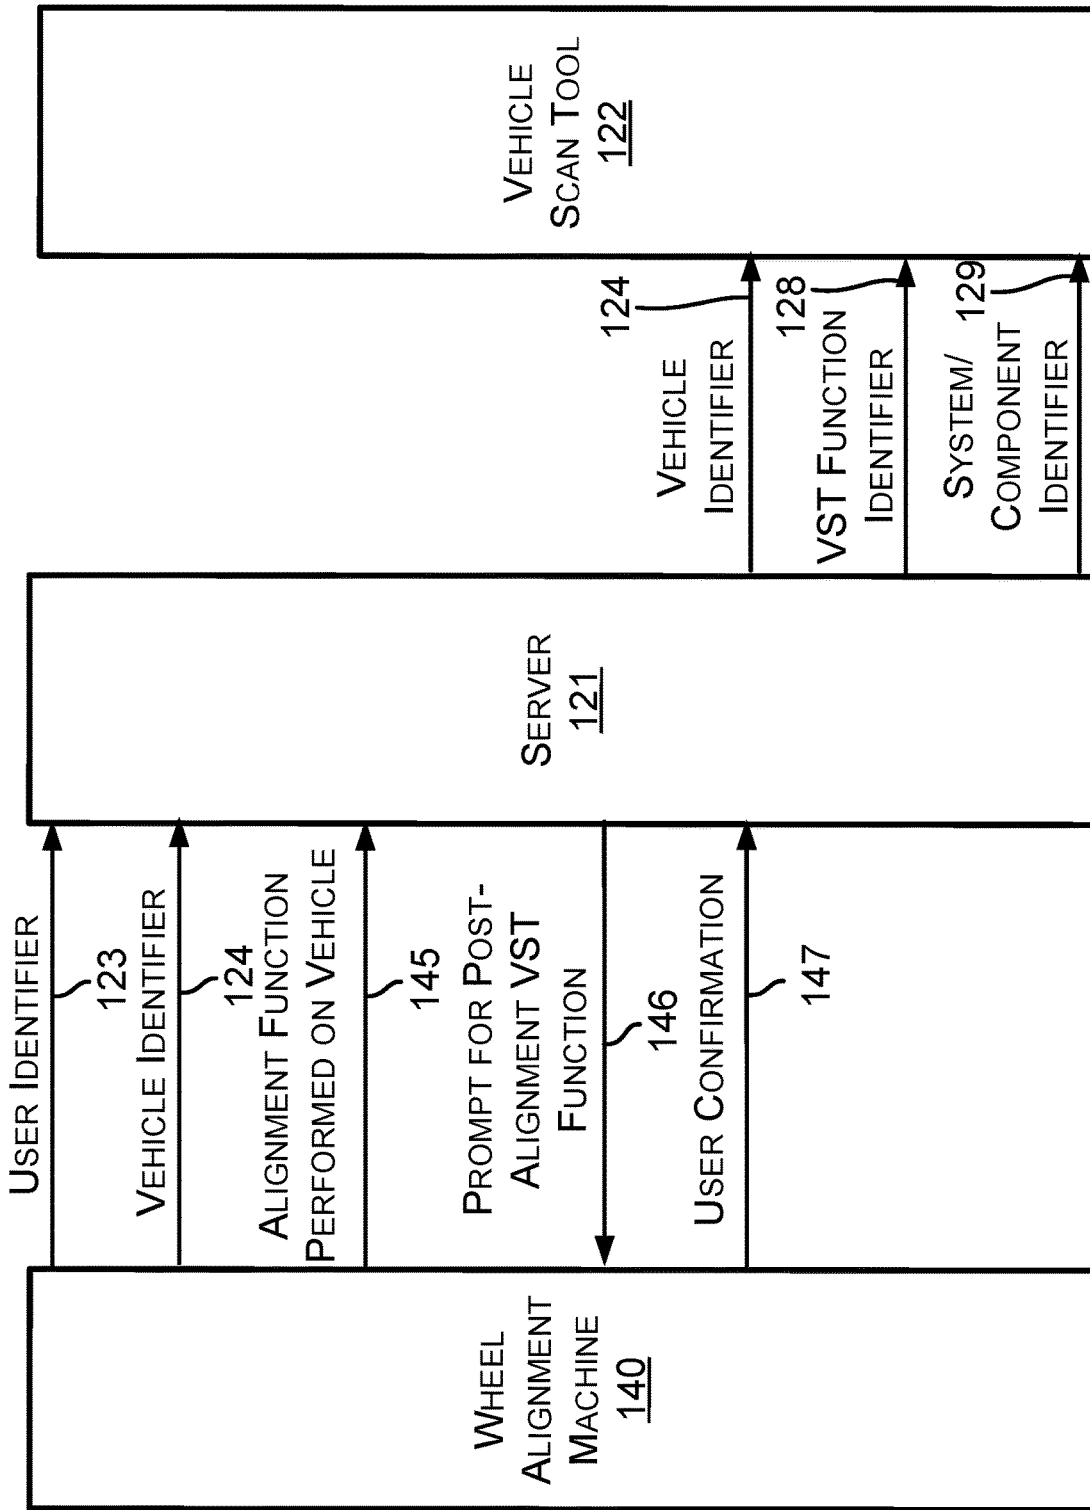 WHEEL
ALIGNMENT
MACHINE
140
USER IDENTIFIER
123
VEHICLE IDENTIFIER
124
ALIGNMENT FUNCTION
PERFORMED ON VEHICLE
145
PROMPT FOR POST-
ALIGNMENT VST
FUNCTION
146
USER CONFIRMATION
147
SERVER
121
VEHICLE
IDENTIFIER
124
VST FUNCTION
IDENTIFIER
128
SYSTEM/
COMPONENT
IDENTIFIER
129
VEHICLE
SCAN TOOL
122